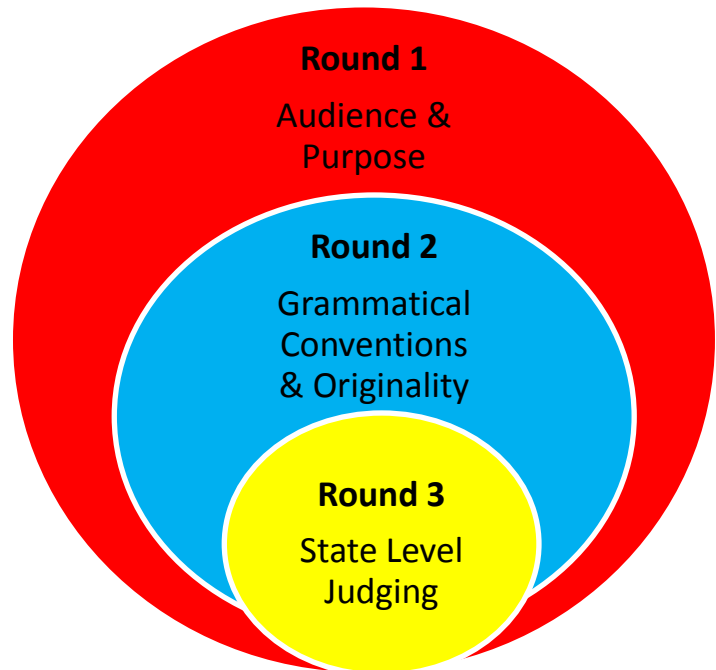 Round 1
Audience &
Purpose
Round 2
Grammatical
Conventions
& Originality
Round 3
State Level
Judging